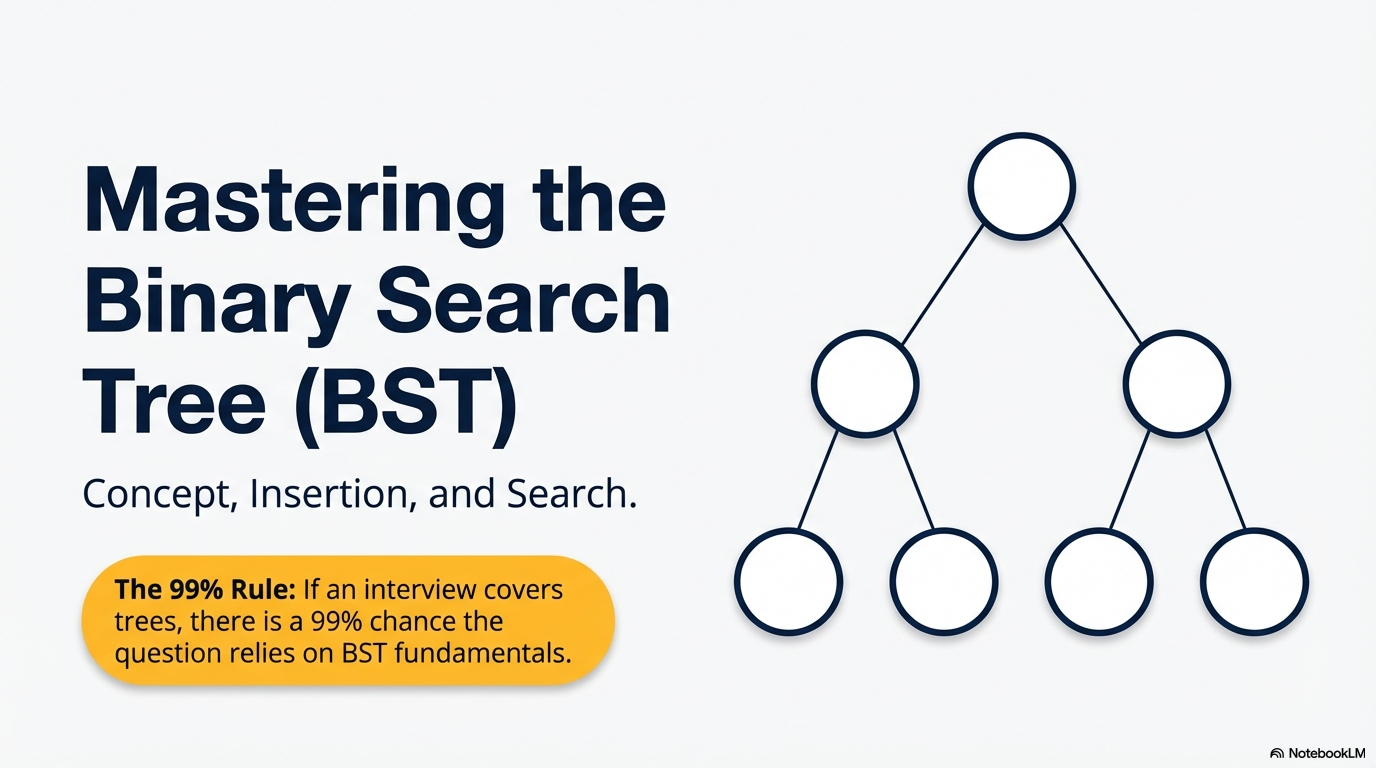 Mastering the
Binary Search
Tree (BST)
Concept, Insertion, and Search.
The 99% Rule: If an interview covers
trees, there is a 99% chance the
question relies on BST fundamentals.
NotebookLM